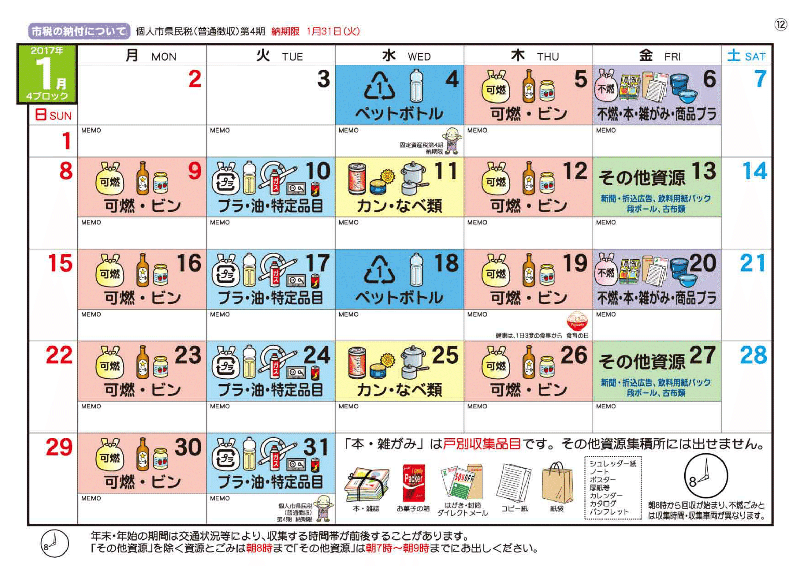 市税の納付について 個人市県民税(普通徴収)第4期 納期限 1月31日(火)
⑫
2017年
1月
4ブロック
日 SUN
月 MON
火 TUE
水 WED
木 THU
金 FRI
土 SAT
1
2
MEMO
3
MEMO
4
1
ペットボトル
MEMO
固定資産税第4期
納期限
5
可燃
可燃・ビン
MEMO
6
不燃
不燃・本・雑がみ・商品プラ
MEMO
7
8
9
可燃
可燃・ビン
MEMO
10
プラ
プラ・油・特定品目
MEMO
11
カン・なべ類
MEMO
12
可燃
可燃・ビン
MEMO
13
その他資源
新聞・折込広告、飲料用紙パック
段ボール、古布類
MEMO
14
15
16
可燃
可燃・ビン
MEMO
17
プラ
プラ・油・特定品目
MEMO
18
1
ペットボトル
MEMO
19
可燃
可燃・ビン
MEMO
健康は、1日3度の食事から 食育の日
20
不燃
不燃・本・雑がみ・商品プラ
MEMO
21
22
23
可燃
可燃・ビン
MEMO
24
プラ
プラ・油・特定品目
MEMO
25
カン・なべ類
MEMO
26
可燃
可燃・ビン
MEMO
27
その他資源
新聞・折込広告、飲料用紙パック
段ボール、古布類
MEMO
28
29
30
可燃
可燃・ビン
MEMO
31
プラ
プラ・油・特定品目
MEMO
個人市県民税
(普通徴収)
第4期 納期限
「本・雑がみ」は戸別収集品目です。その他資源集積所には出せません。
本・雑誌
Packer
お菓子の箱
50%OFF
はがき・封筒
ダイレクトメール
コピー紙
紙袋
シュレッダー紙
ノート
ポスター
厚紙等
カレンダー
カタログ
パンフレット
8
朝8時から回収が始まり、不燃ごみと
は収集時間・収集車両が異なります。
8
年末・年始の期間は交通状況等により、収集する時間帯が前後することがあります。
「その他資源」を除く資源とごみは朝8時まで「その他資源」は朝7時〜朝9時までにお出しください。